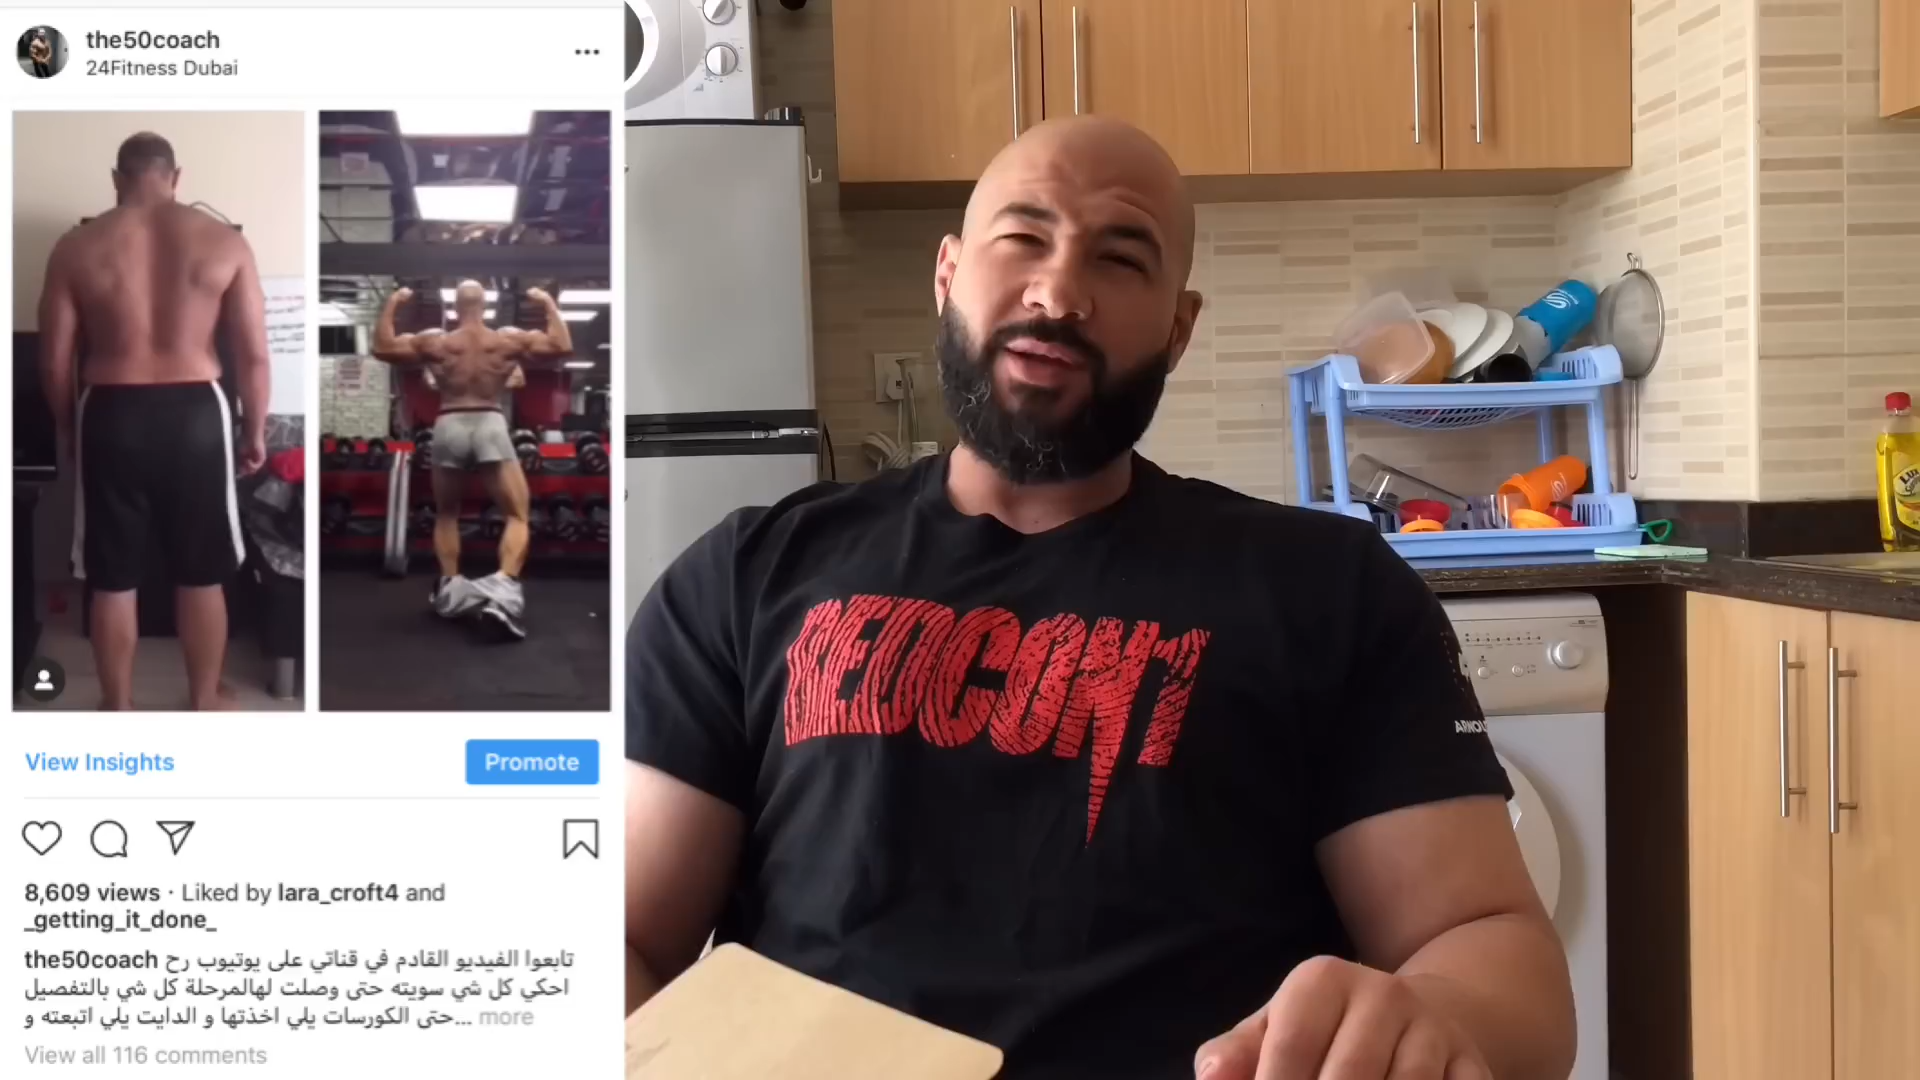 the50coach
24Fitness Dubai
View Insights
Promote
8,609 views · Liked by lara_croft4 and
_getting_it_done_
the50coach تابعوا الفيديو القادم في قناتي على يوتيوب رح
احكي كل شي سويته حتى وصلت لهالمرحلة كل شي بالتفصيل
حتى الكورسات يلي اخذتها و الدايت يلي اتبعته و... more
View all 116 comments
REDCON1